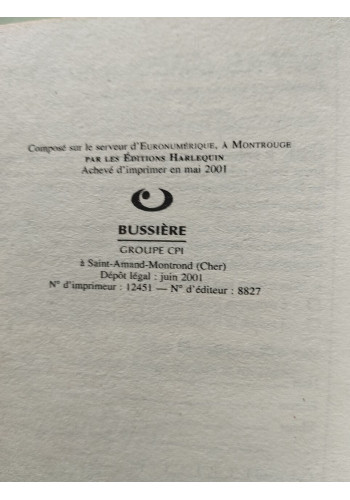 Composé sur le serveur d'EURONUMÉRIQUE, À MONTROUGE
PAR LES ÉDITIONS HARLEQUIN
Achevé d'imprimer en mai 2001
BUSSIÈRE
GROUPE CPI
à Saint-Amand-Montrond (Cher)
Dépôt légal : juin 2001
N° d'imprimeur : 12451 — N° d'éditeur : 8827